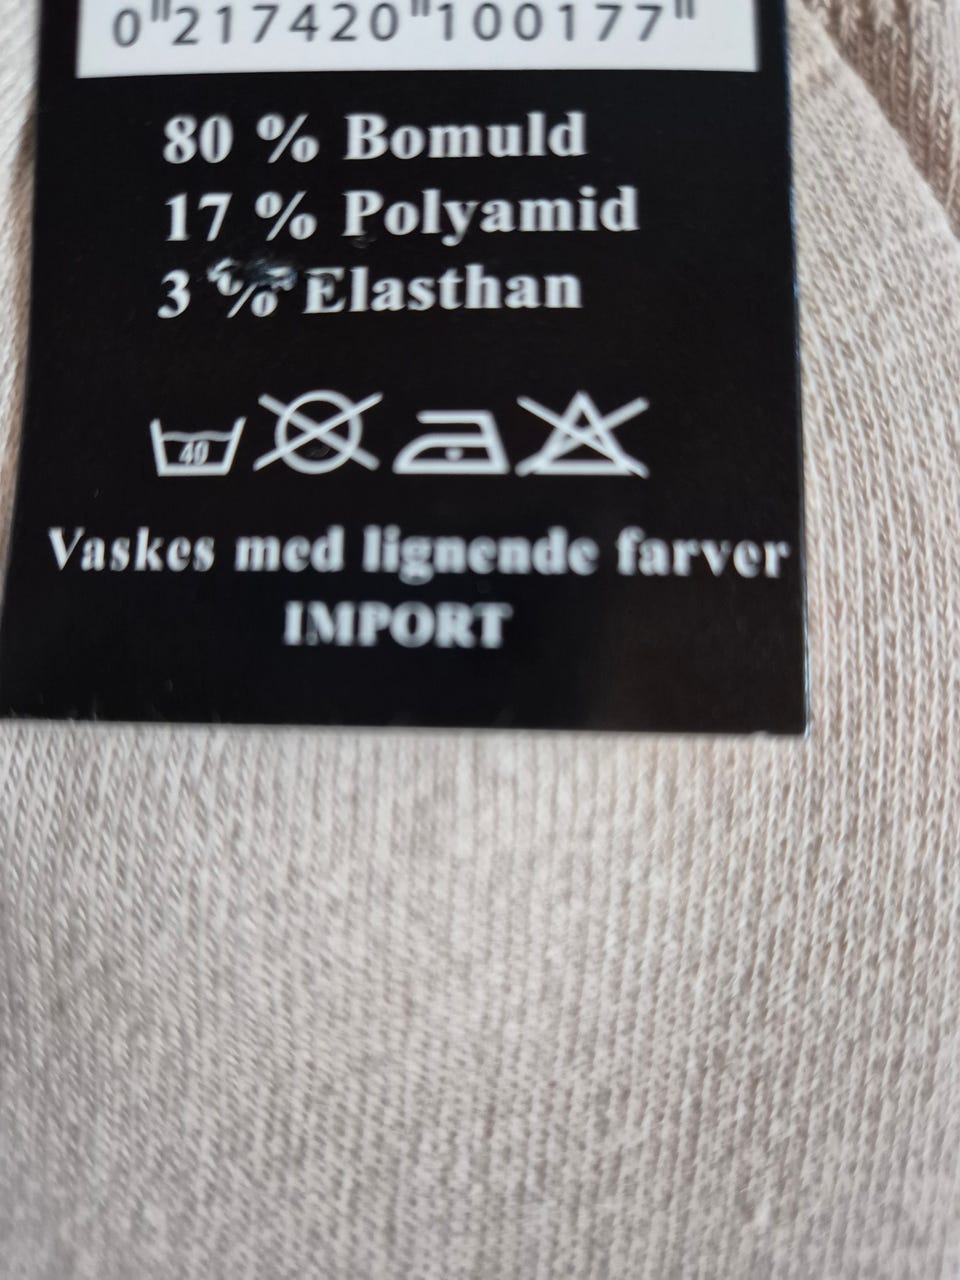 0 217420 100177
80 % Bomuld
17 % Polyamid
3 % Elasthan
40
Vaskes med lignende farver
IMPORT